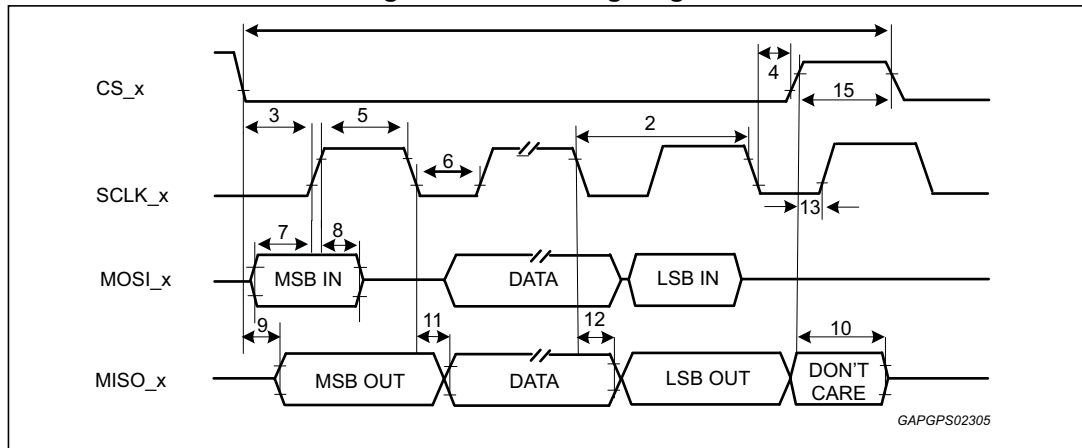 4
CS_x
15
3
5
2
6
SCLK_x
13
7
8
MOSI_x
MSB IN
DATA
LSB IN
9
11
12
10
MISO_x
MSB OUT
DATA
LSB OUT
DON'T
CARE
GAPGPS02305